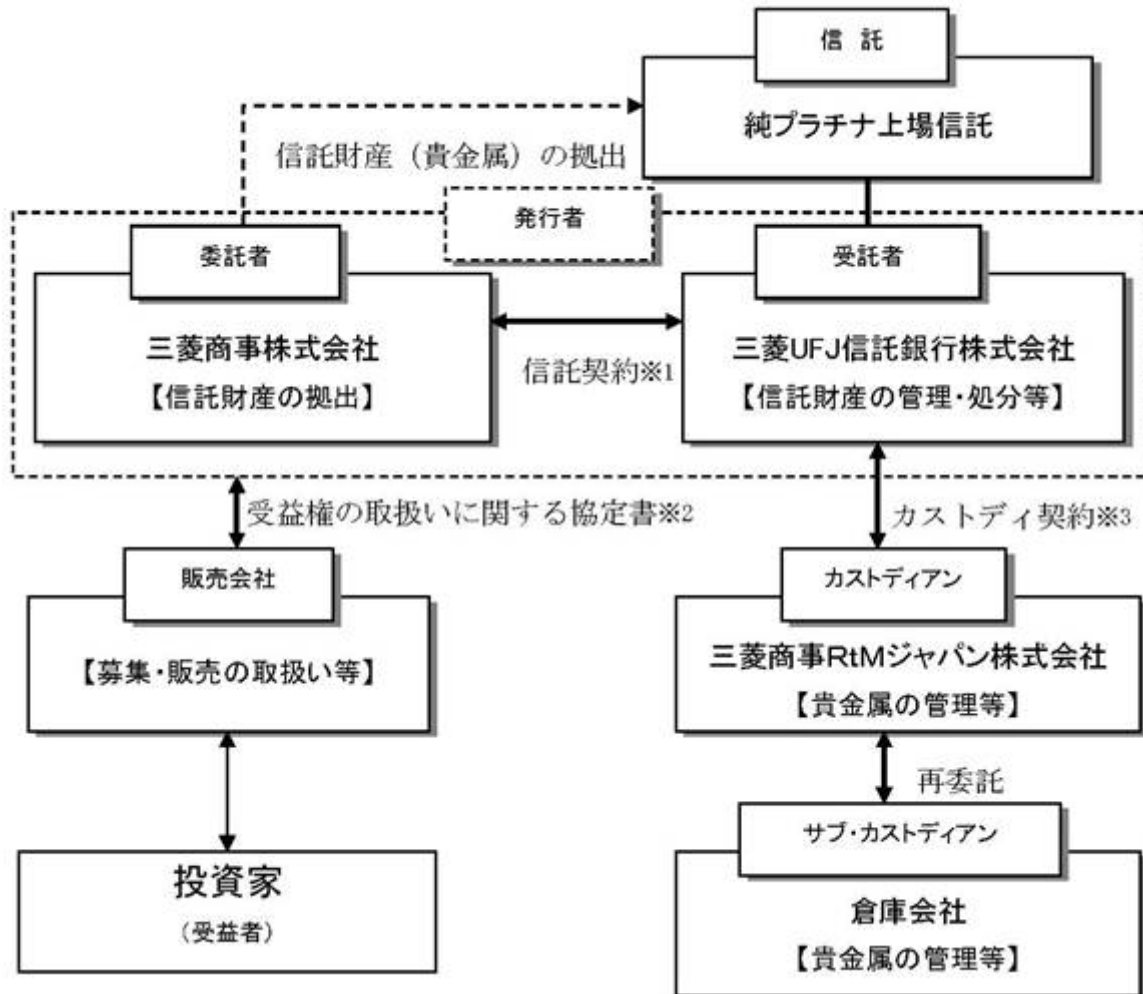 信託
純プラチナ上場信託
信託財産（貴金属）の拠出
発行者
委託者
三菱商事株式会社
【信託財産の拠出】
信託契約※1
受託者
三菱UFJ信託銀行株式会社
【信託財産の管理・処分等】
受益権の取扱いに関する協定書※2
カストディ契約※3
販売会社
【募集・販売の取扱い等】
カストディアン
三菱商事RtMジャパン株式会社
【貴金属の管理等】
再委託
投資家
（受益者）
サブ・カストディアン
倉庫会社
【貴金属の管理等】